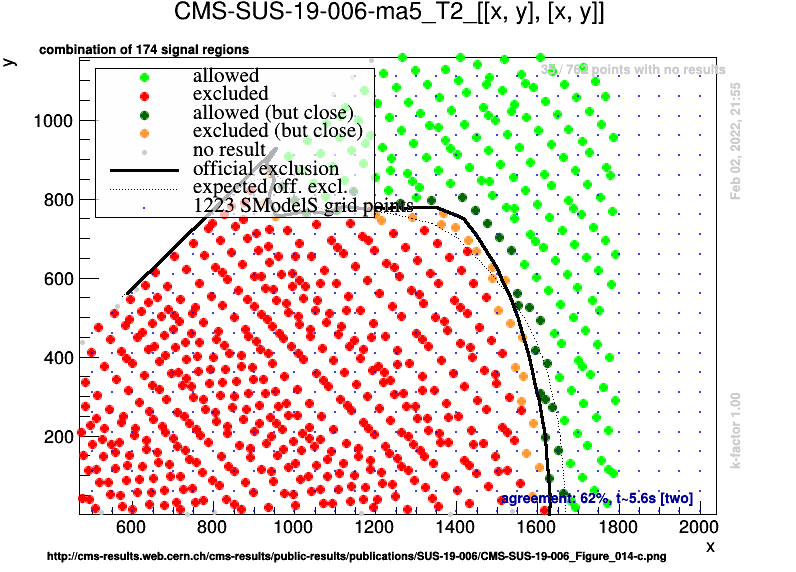 CMS-SUS-19-006-ma5_T2_[[x, y], [x, y]]
y
combination of 174 signal regions
points with no results
allowed
excluded
allowed (but close)
excluded (but close)
no result
official exclusion
expected off. excl.
1223 SModelS grid points
1000
800
600
400
200
600 800 1000 1200 1400 1600 1800 2000
x
agreement: 62%, t~5.6s [two]
Feb 02, 2022, 21:55
k-factor 1.00
http://cms-results.web.cern.ch/cms-results/public-results/publications/SUS-19-006/CMS-SUS-19-006_Figure_014-c.png